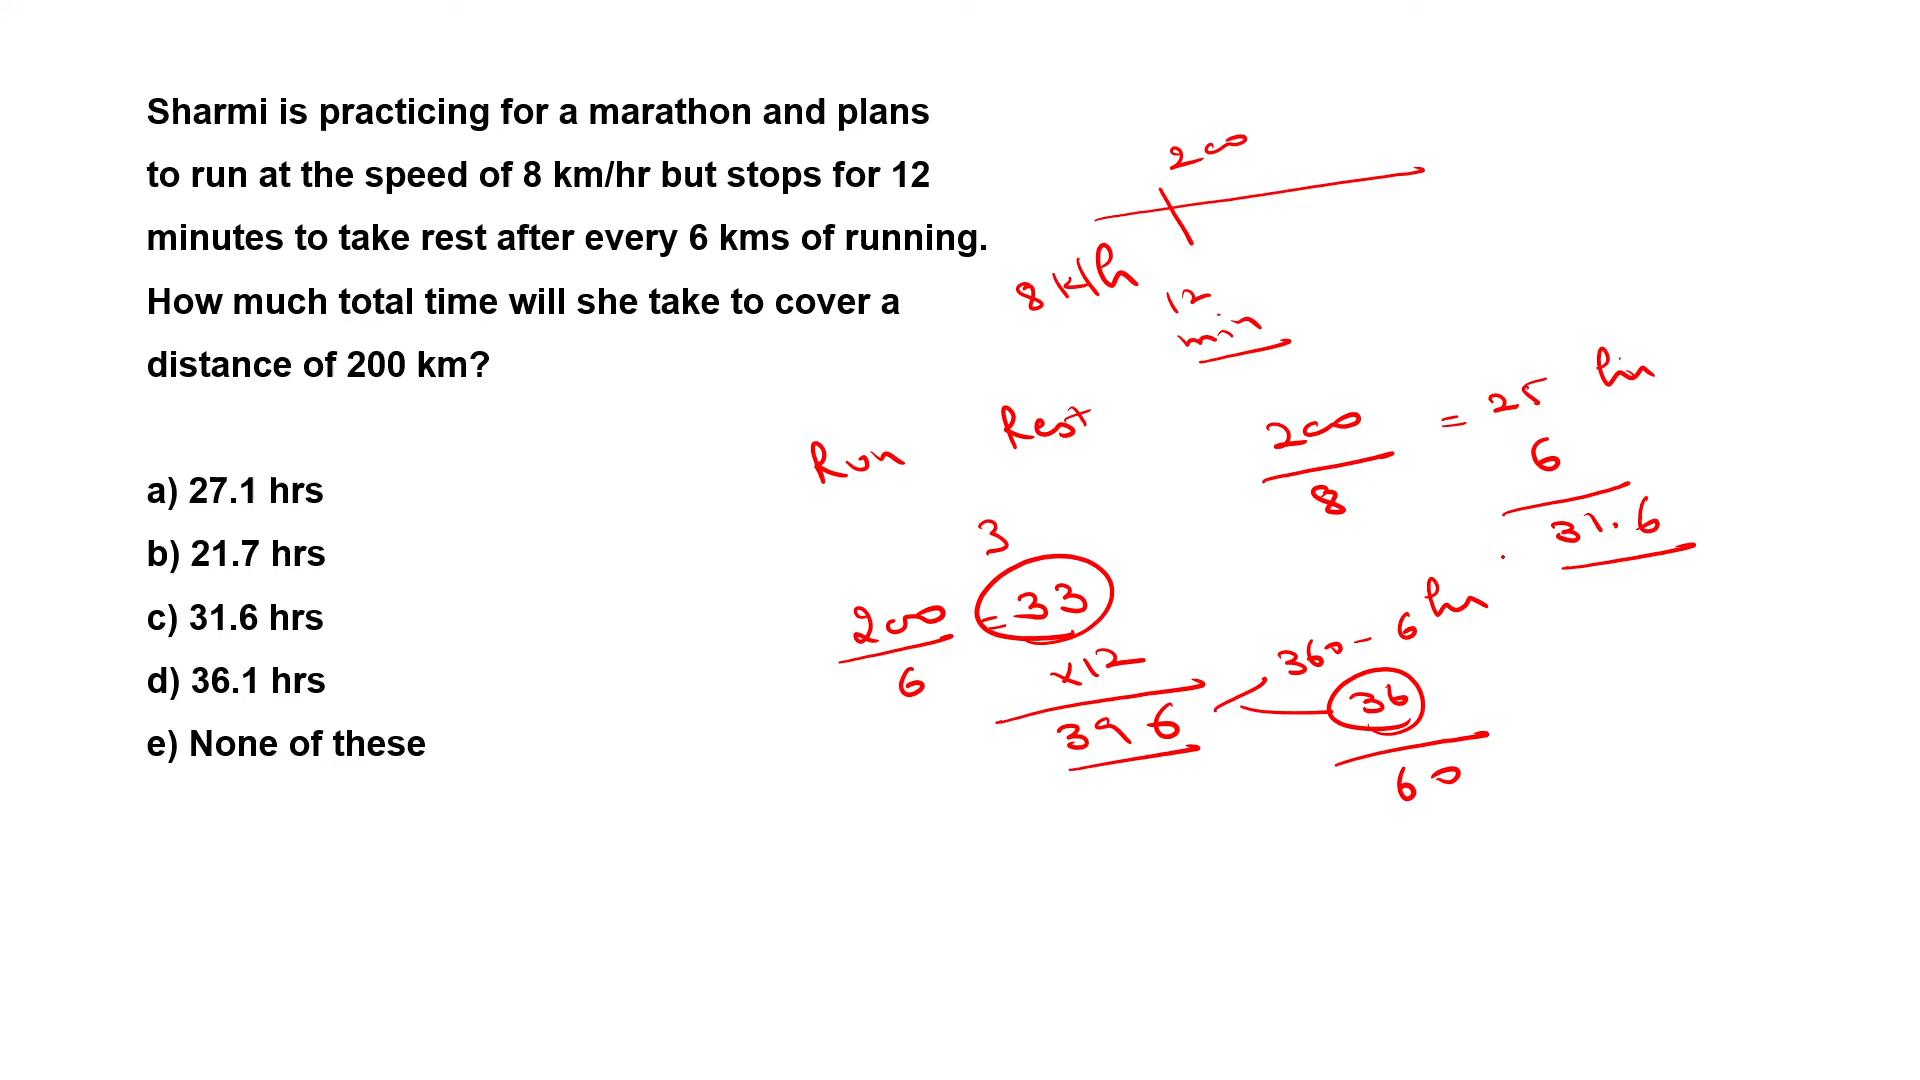 Sharmi is practicing for a marathon and plans
to run at the speed of 8 km/hr but stops for 12
minutes to take rest after every 6 kms of running.
How much total time will she take to cover a
distance of 200 km?
a) 27.1 hrs
b) 21.7 hrs
c) 31.6 hrs
d) 36.1 hrs
e) None of these
200
8 K/h
12
min
Run Rest
200
8
= 25 hr
6
31.6
3
200
6
= 33
x12
396
360 - 6 hr
36
60